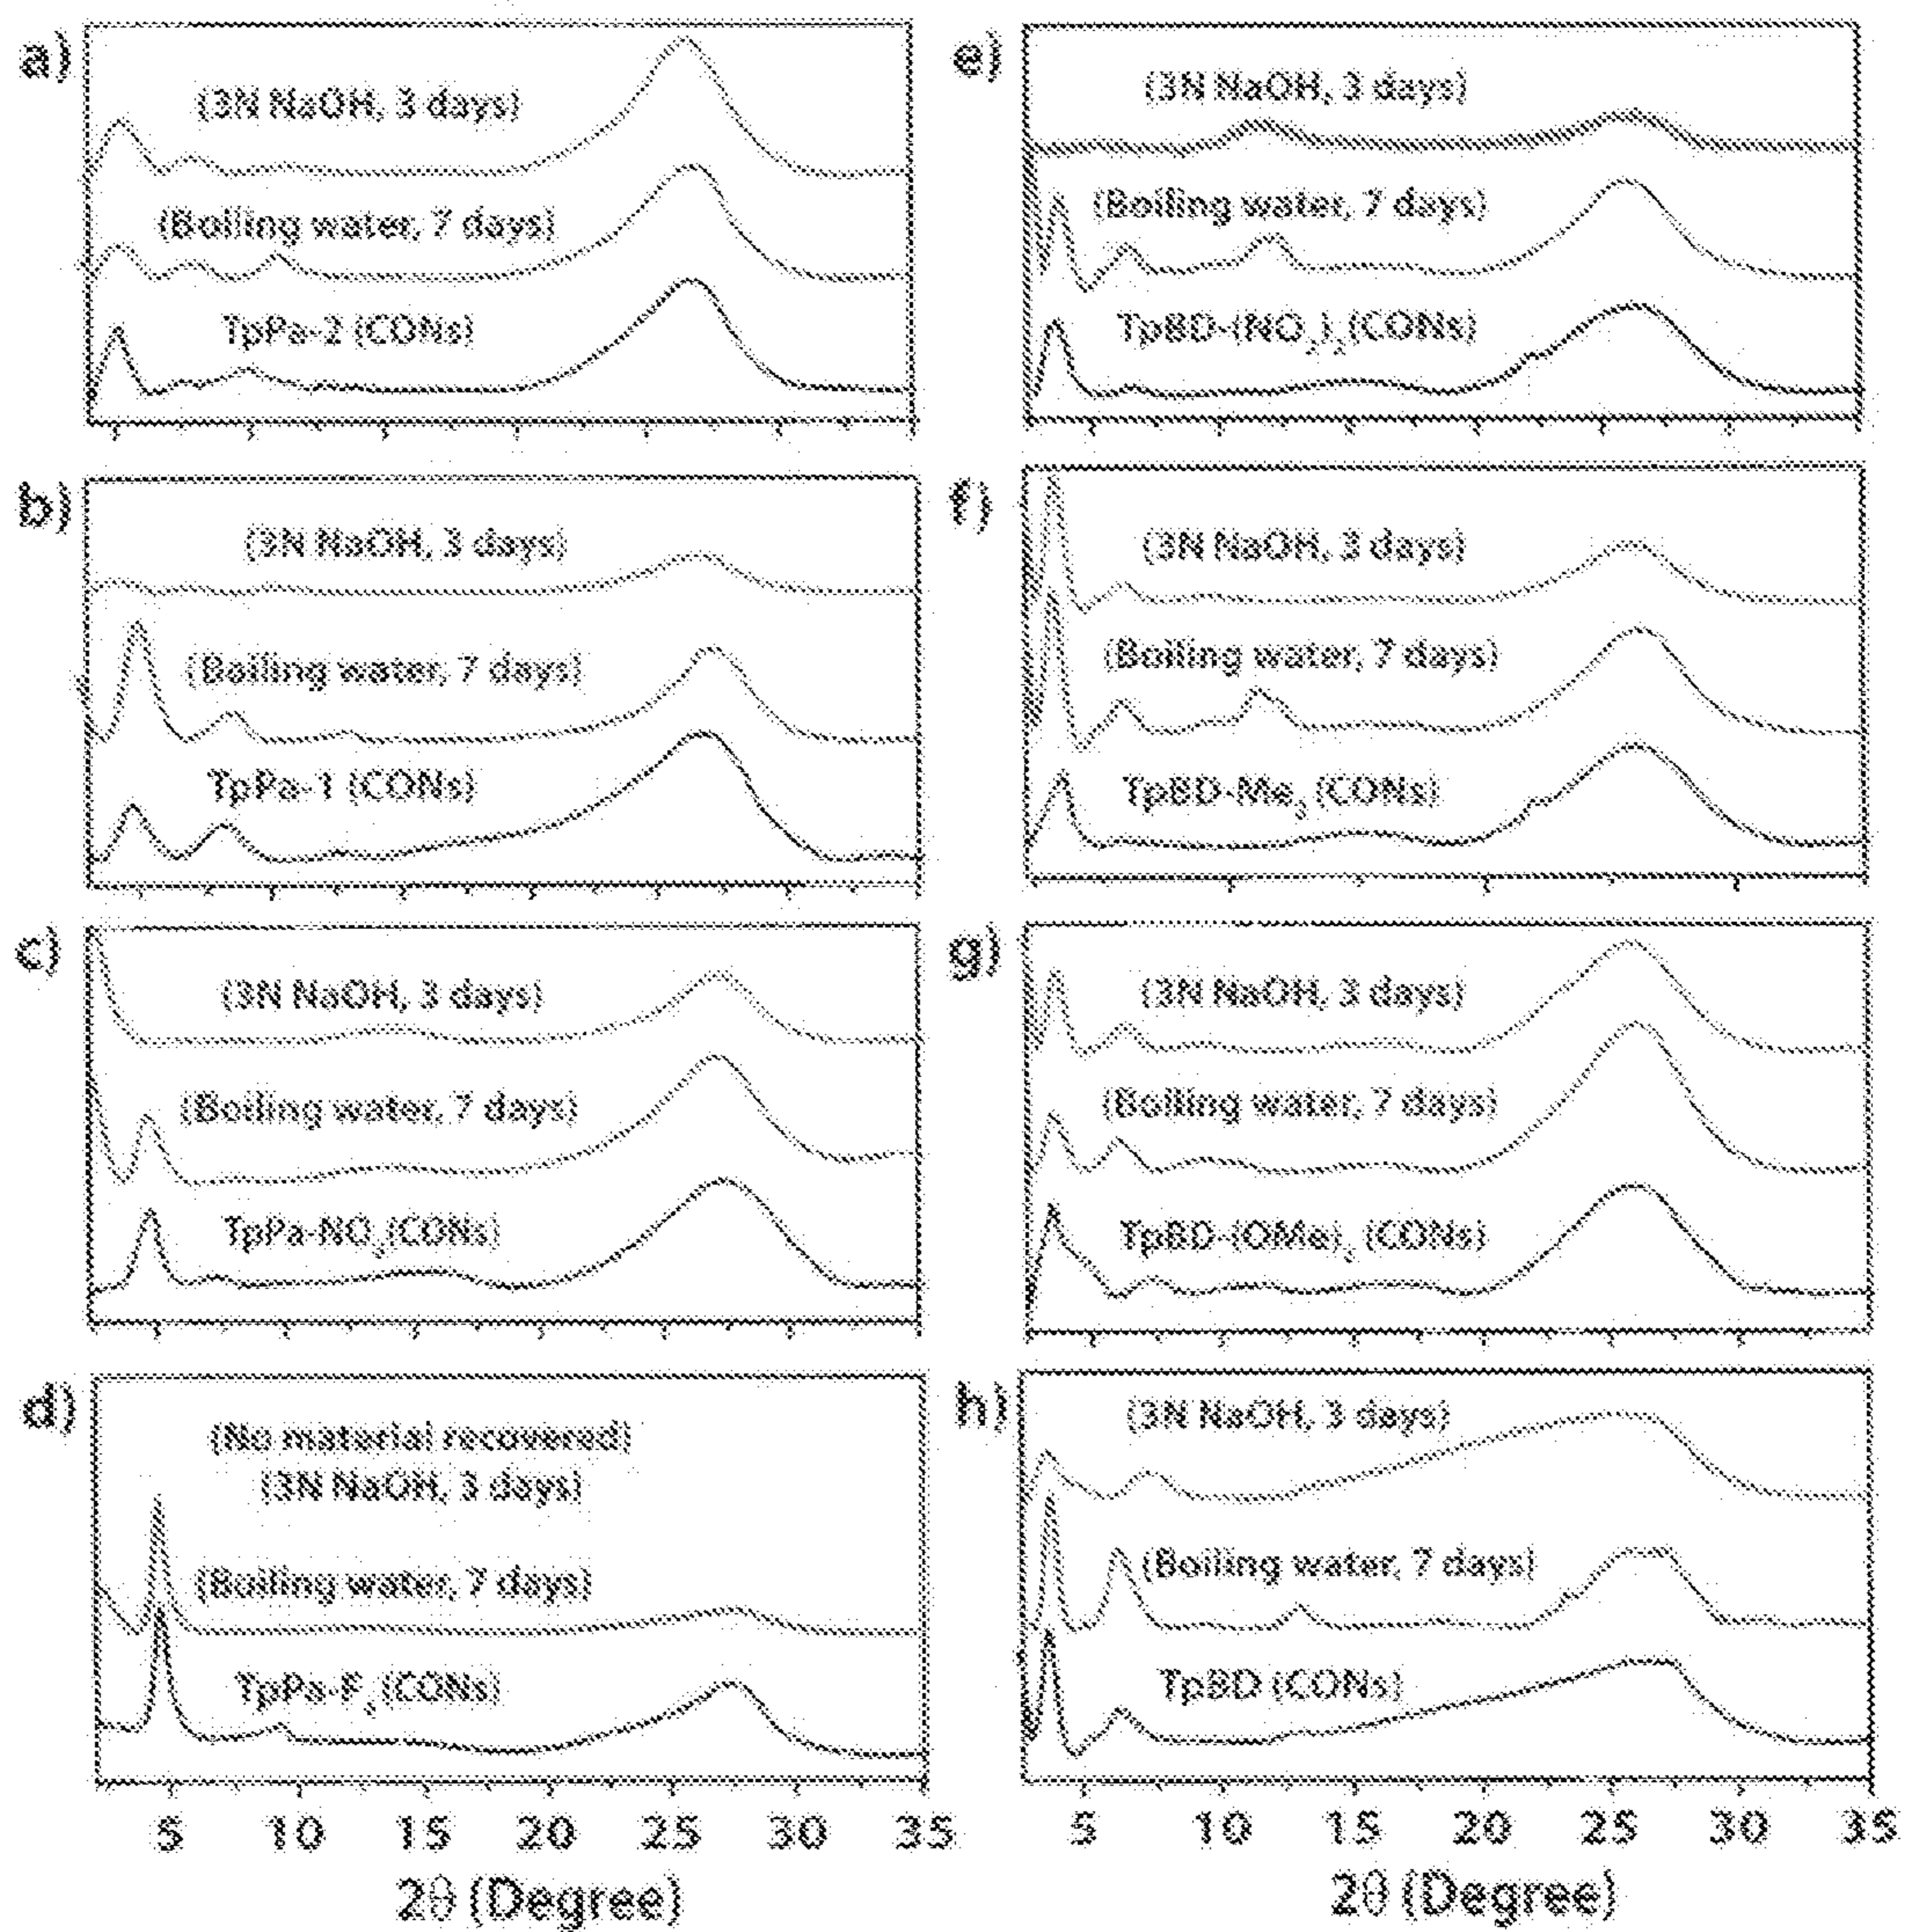 a)
(3N NaOH, 3 days)
(Boiling water, 7 days)
TpPa-2 (CONs)
b)
(3N NaOH, 3 days)
(Boiling water, 7 days)
TpPa-1 (CONs)
c)
(3N NaOH, 3 days)
(Boiling water, 7 days)
TpPa-NO₂(CONs)
d)
(No material recovered)
(3N NaOH, 3 days)
(Boiling water, 7 days)
TpPa-F₄(CONs)
5 10 15 20 25 30 35
2θ (Degree)
e)
(3N NaOH, 3 days)
(Boiling water, 7 days)
TpBD-(NO₂)₂(CONs)
f)
(3N NaOH, 3 days)
(Boiling water, 7 days)
TpBD-Me₃ (CONs)
g)
(3N NaOH, 3 days)
(Boiling water, 7 days)
TpBD-(OMe)₂ (CONs)
h)
(3N NaOH, 3 days)
(Boiling water, 7 days)
TpBD (CONs)
5 10 15 20 25 30 35
2θ (Degree)